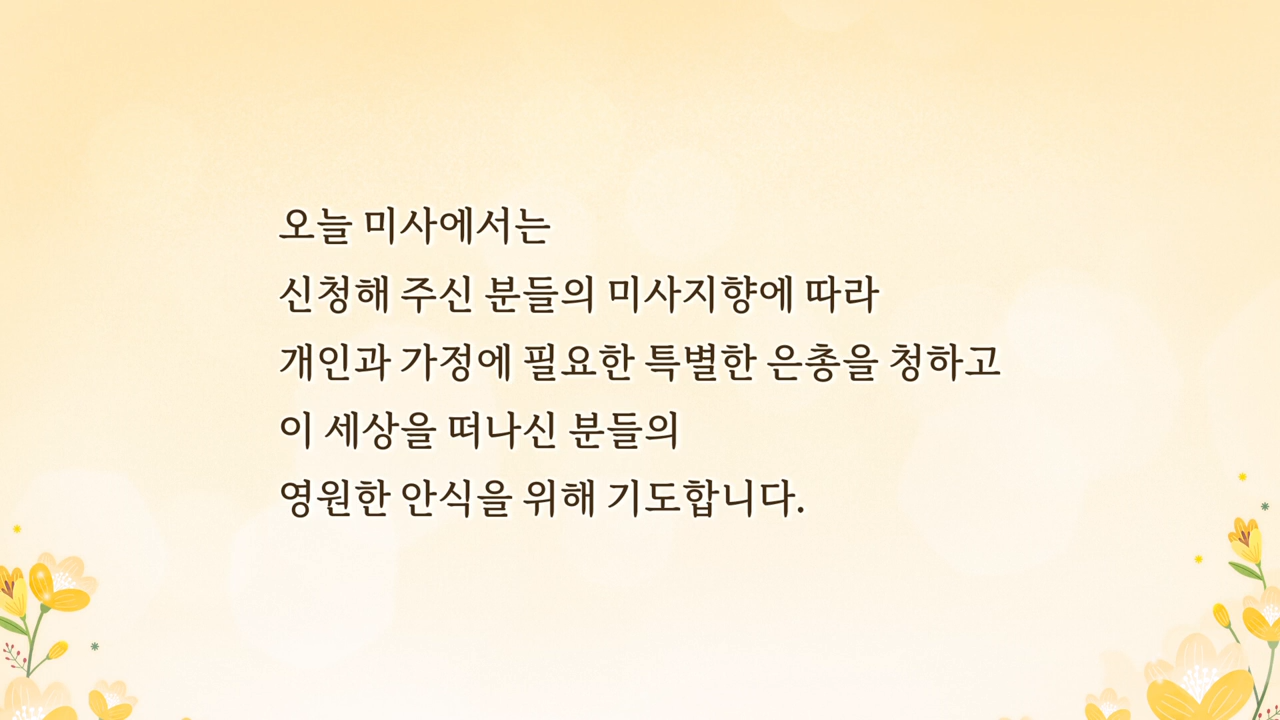 오늘 미사에서는
신청해 주신 분들의 미사지향에 따라
개인과 가정에 필요한 특별한 은총을 청하고
이 세상을 떠나신 분들의
영원한 안식을 위해 기도합니다.